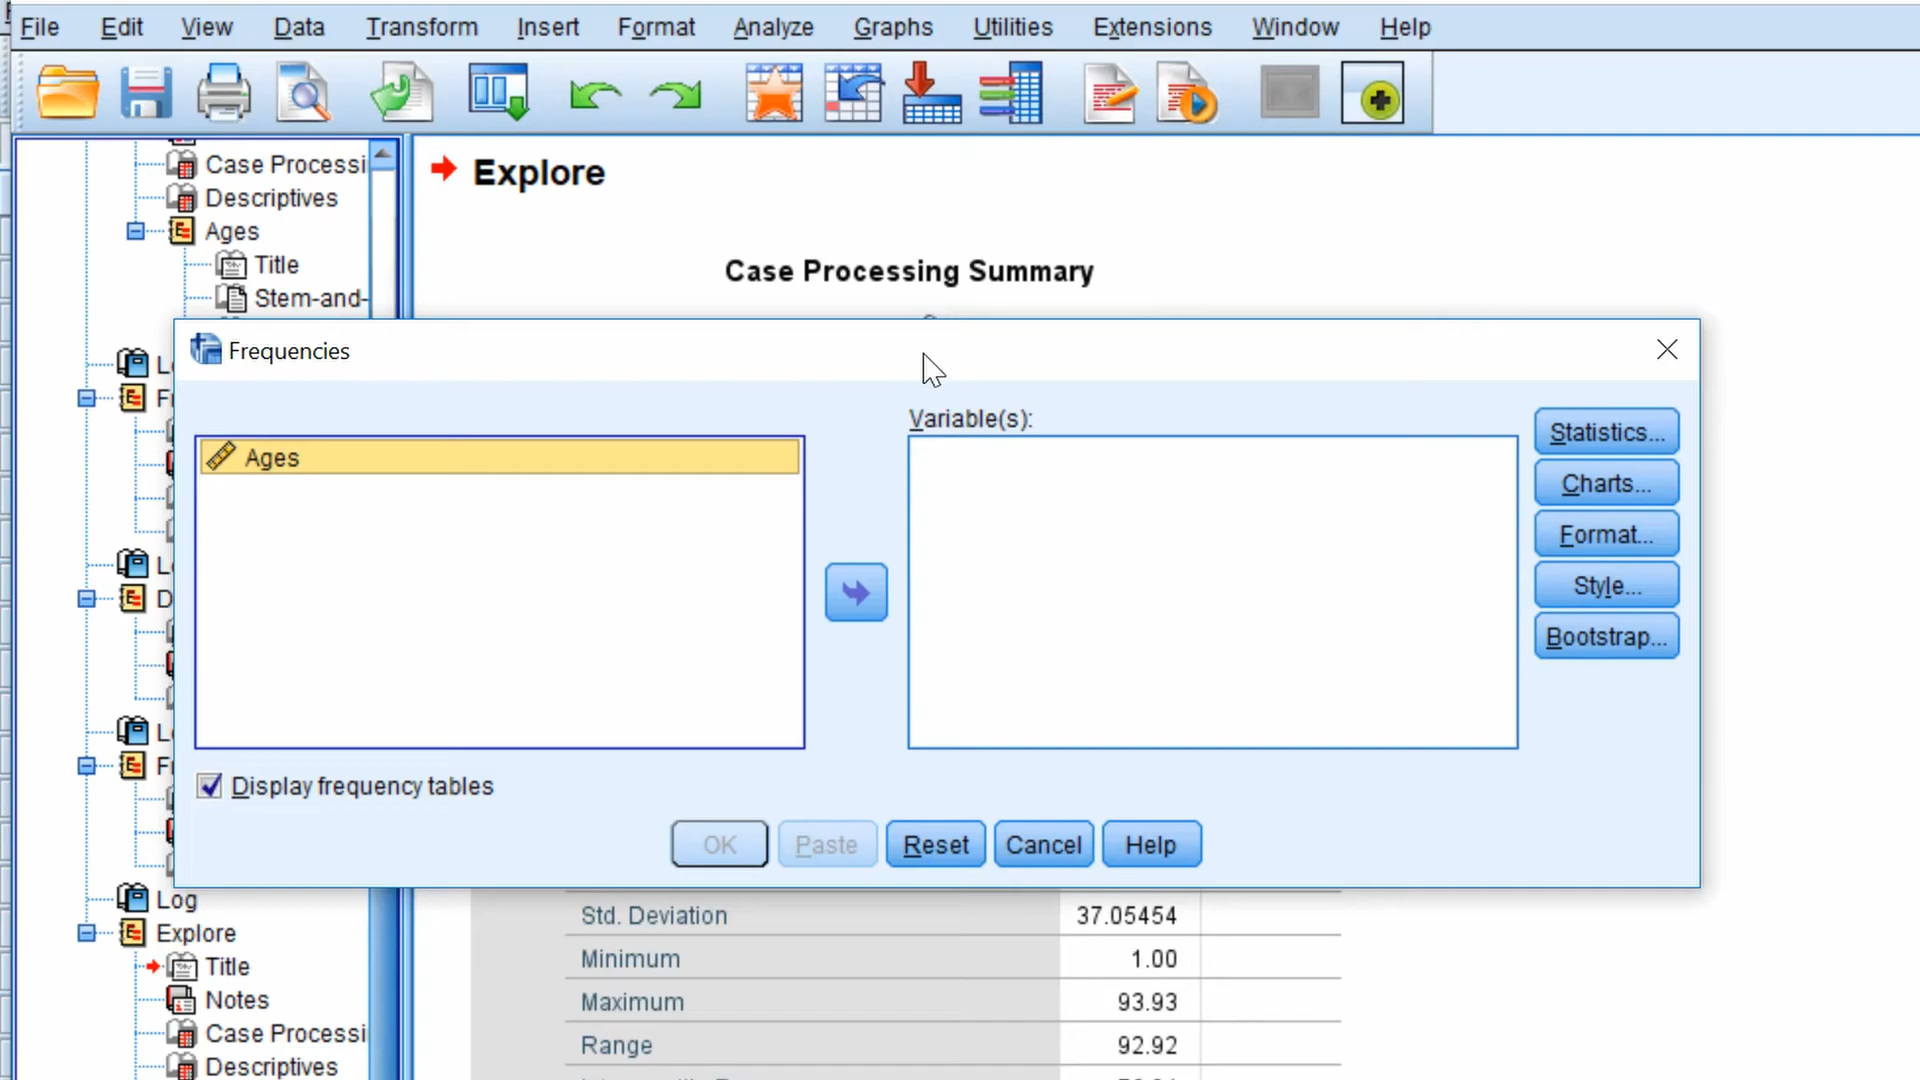 File Edit View Data Transform Insert Format Analyze Graphs Utilities Extensions Window Help
Case Processi
Descriptives
Ages
Title
Stem-and-
Explore
Case Processing Summary
Frequencies
Ages
Variable(s):
Statistics...
Charts...
Format...
Style...
Bootstrap...
Display frequency tables
OK Paste Reset Cancel Help
Log
Explore
Title
Notes
Case Processi
Descriptives
Std. Deviation 37.05454
Minimum 1.00
Maximum 93.93
Range 92.92